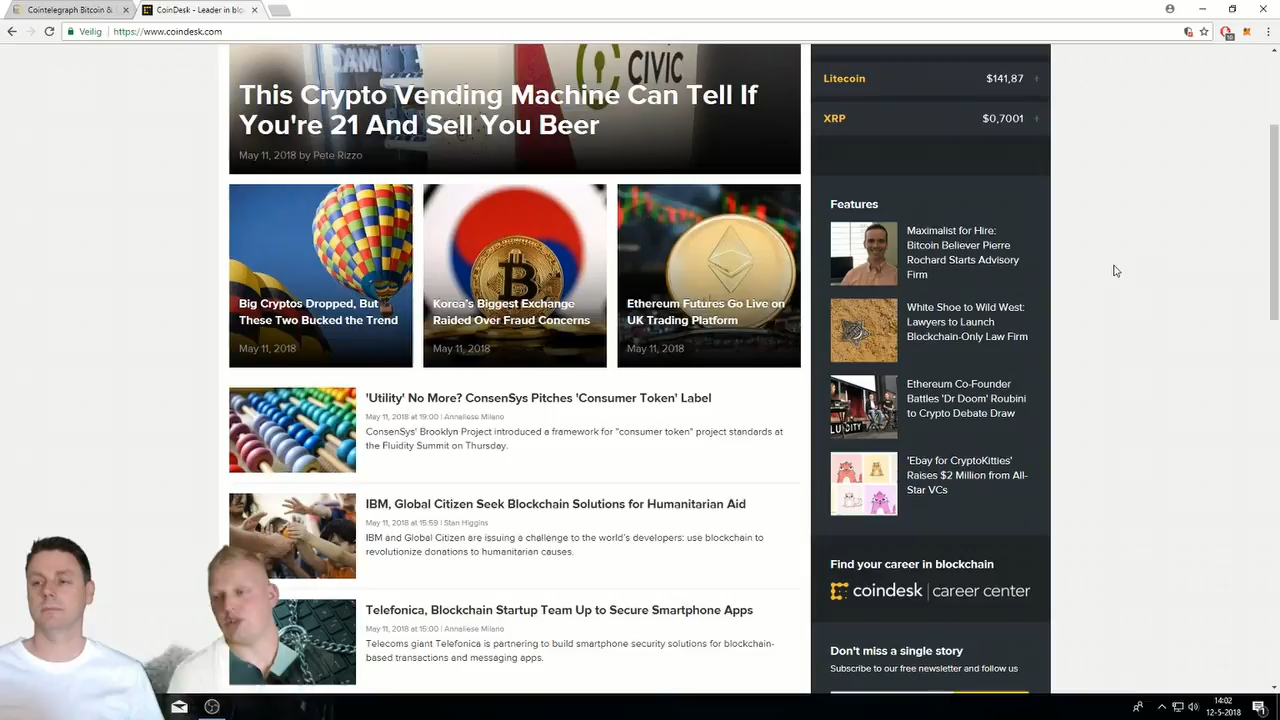 Cointelegraph Bitcoin &
CoinDesk - Leader in blo
Veilig
https://www.coindesk.com
CIVIC
This Crypto Vending Machine Can Tell If
You're 21 And Sell You Beer
May 11, 2018 by Pete Rizzo
Big Cryptos Dropped, But
These Two Bucked the Trend
May 11, 2018
Korea's Biggest Exchange
Raided Over Fraud Concerns
May 11, 2018
Ethereum Futures Go Live on
UK Trading Platform
May 11, 2018
'Utility' No More? ConsenSys Pitches 'Consumer Token' Label
May 11, 2018 at 19:00 | Annaliese Milano
ConsenSys' Brooklyn Project introduced a framework for "consumer token" project standards at
the Fluidity Summit on Thursday.
IBM, Global Citizen Seek Blockchain Solutions for Humanitarian Aid
May 11, 2018 at 15:59 | Stan Higgins
IBM and Global Citizen are issuing a challenge to the world's developers: use blockchain to
revolutionize donations to humanitarian causes.
Telefonica, Blockchain Startup Team Up to Secure Smartphone Apps
May 11, 2018 at 15:00 | Annaliese Milano
Telecoms giant Telefonica is partnering to build smartphone security solutions for blockchain-
based transactions and messaging apps.
Litecoin $141,87
XRP $0,7001
Features
Maximalist for Hire:
Bitcoin Believer Pierre
Rochard Starts Advisory
Firm
White Shoe to Wild West:
Lawyers to Launch
Blockchain-Only Law Firm
Ethereum Co-Founder
Battles 'Dr Doom' Roubini
to Crypto Debate Draw
'Ebay for CryptoKitties'
Raises $2 Million from All-
Star VCs
Find your career in blockchain
coindesk | career center
Don't miss a single story
Subscribe to our free newsletter and follow us
14:02
12-5-2018